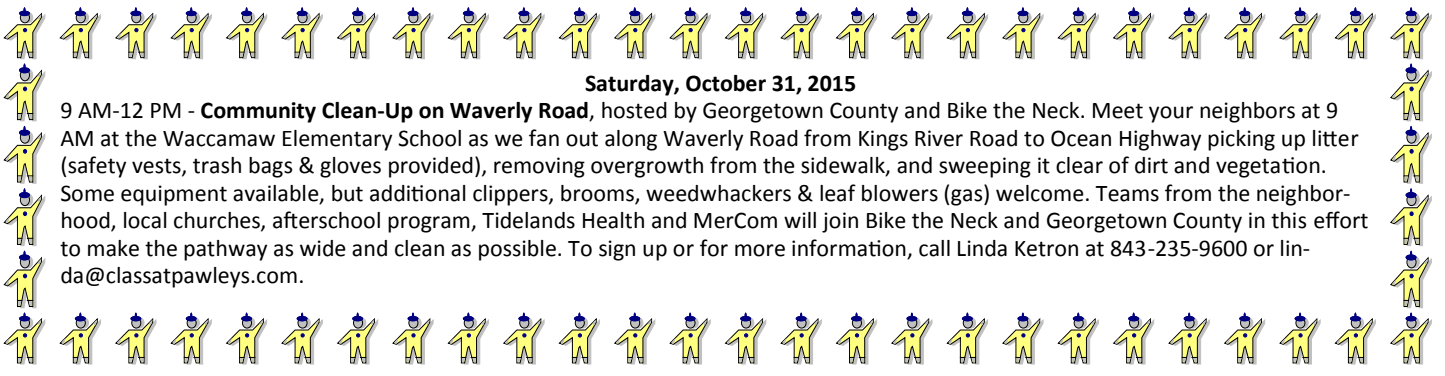 Saturday, October 31, 2015
9 AM-12 PM - Community Clean-Up on Waverly Road, hosted by Georgetown County and Bike the Neck. Meet your neighbors at 9
AM at the Waccamaw Elementary School as we fan out along Waverly Road from Kings River Road to Ocean Highway picking up litter
(safety vests, trash bags & gloves provided), removing overgrowth from the sidewalk, and sweeping it clear of dirt and vegetation.
Some equipment available, but additional clippers, brooms, weedwhackers & leaf blowers (gas) welcome. Teams from the neighbor-
hood, local churches, afterschool program, Tidelands Health and MerCom will join Bike the Neck and Georgetown County in this effort
to make the pathway as wide and clean as possible. To sign up or for more information, call Linda Ketron at 843-235-9600 or lin-
da@classatpawleys.com.